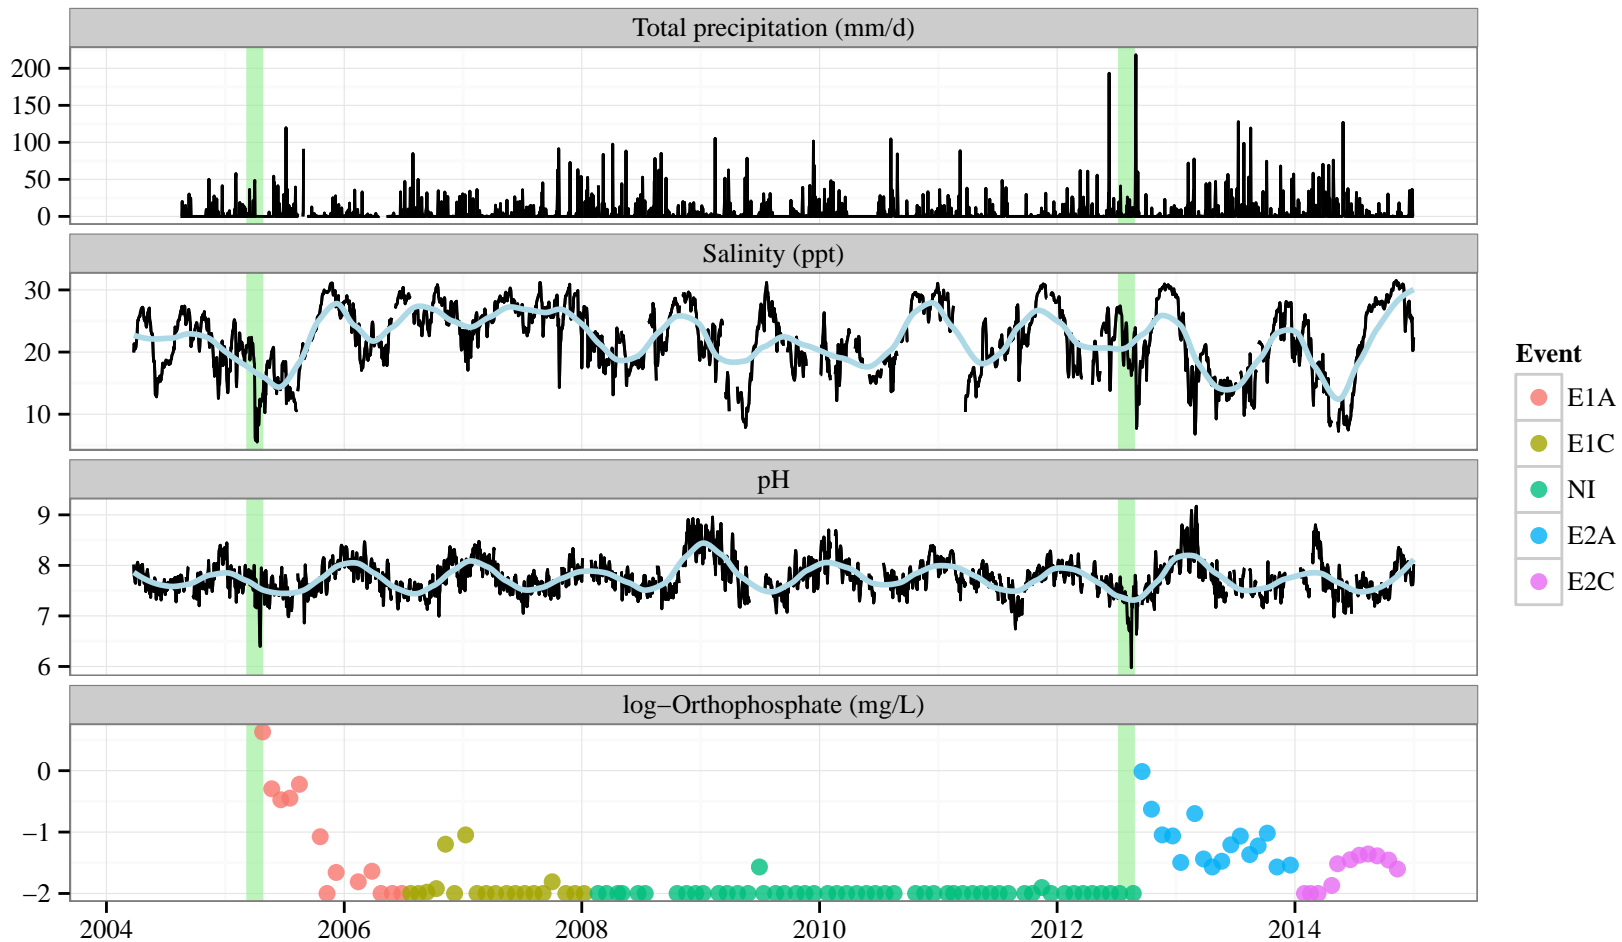 Total precipitation (mm/d)
200
150
100
50
0
Salinity (ppt)
30
20
10
pH
9
8
7
6
log−Orthophosphate (mg/L)
0
−1
−2
2004 2006 2008 2010 2012 2014
Event
E1A
E1C
NI
E2A
E2C